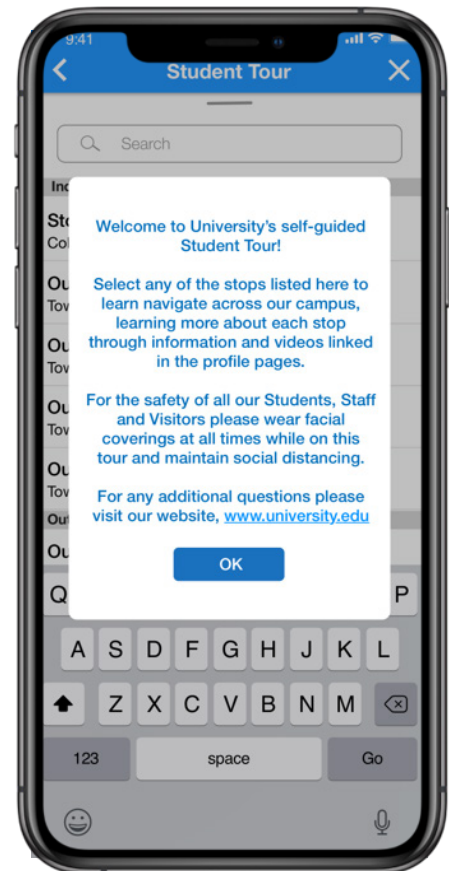 9:41
Student Tour
Search
Welcome to University's self-guided
Student Tour!
Select any of the stops listed here to
learn navigate across our campus,
learning more about each stop
through information and videos linked
in the profile pages.
For the safety of all our Students, Staff
and Visitors please wear facial
coverings at all times while on this
tour and maintain social distancing.
For any additional questions please
visit our website, www.university.edu
OK
Q P
A S D F G H J K L
Z X C V B N M
123 space Go